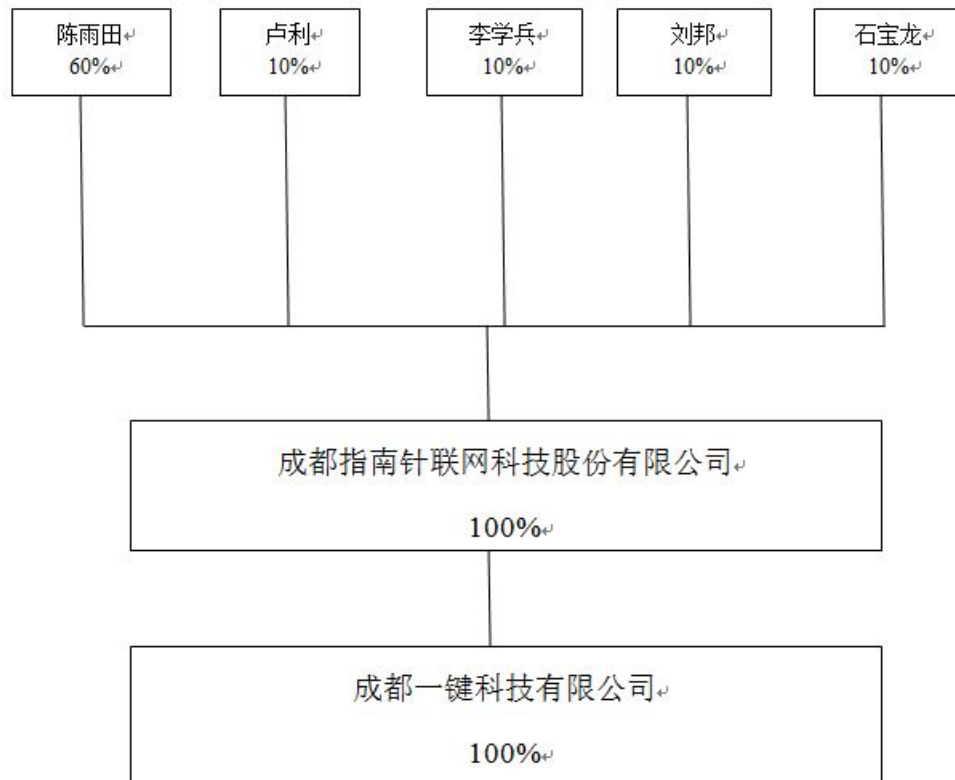 陈雨田
60%
卢利
10%
李学兵
10%
刘邦
10%
石宝龙
10%
成都指南针联网科技股份有限公司
100%
成都一键科技有限公司
100%